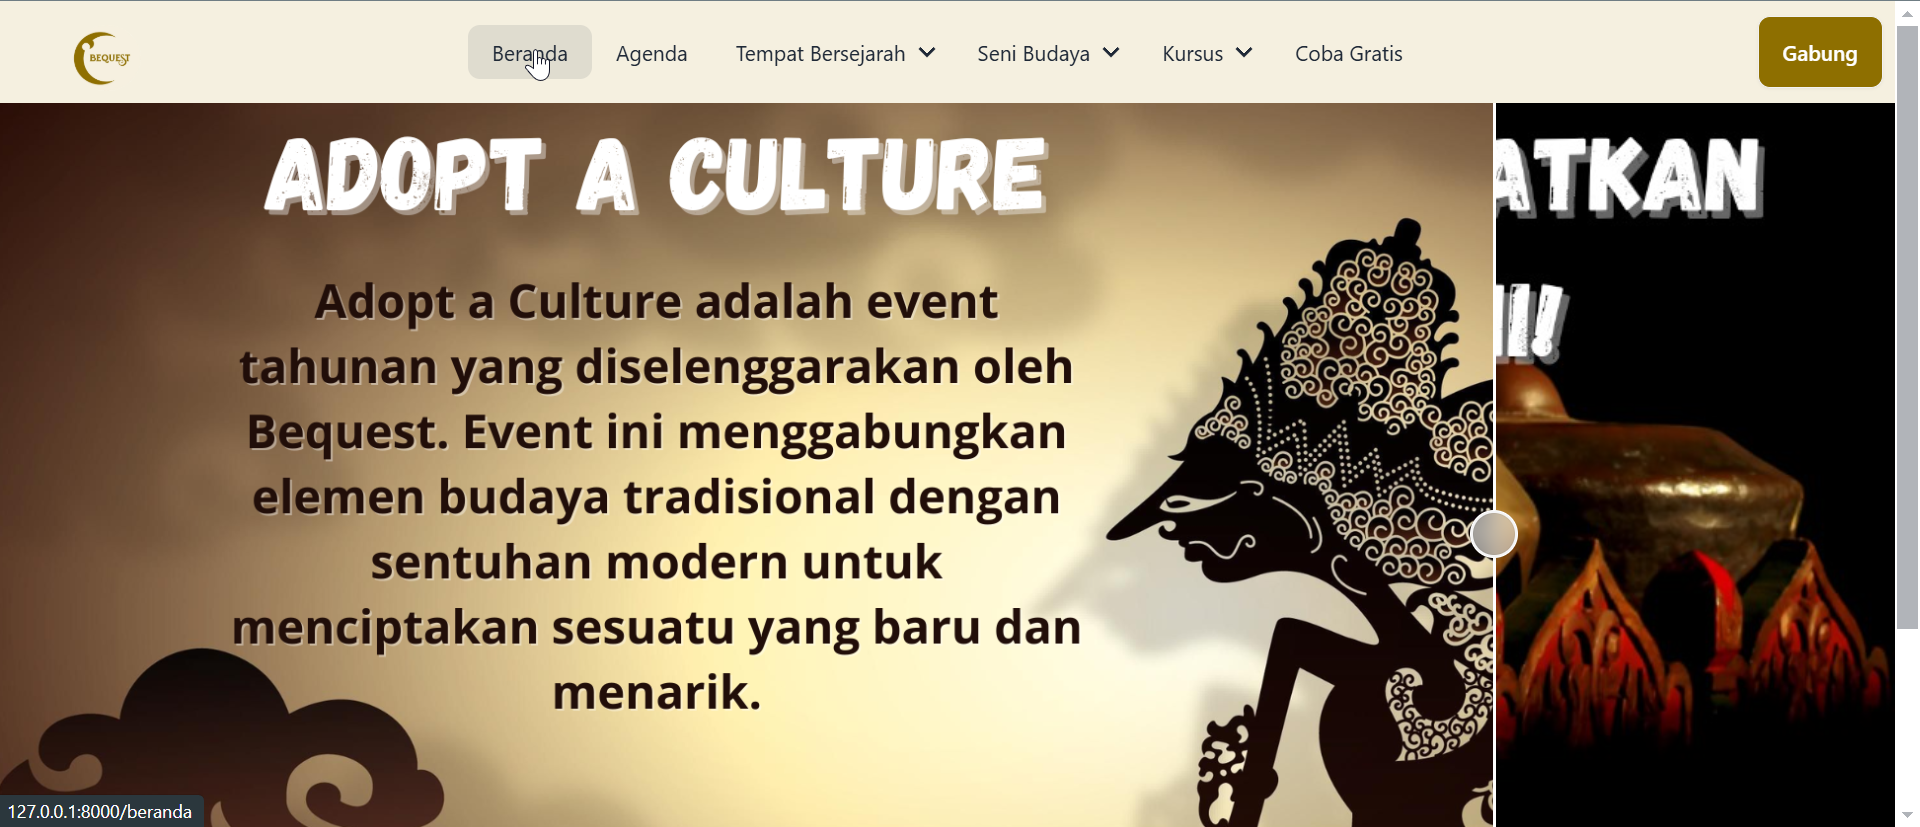 BEQUEST
Beranda
Agenda
Tempat Bersejarah
Seni Budaya
Kursus
Coba Gratis
Gabung
ADOPT A CULTURE
ATKAN
Adopt a Culture adalah event
tahunan yang diselenggarakan oleh
Bequest. Event ini menggabungkan
elemen budaya tradisional dengan
sentuhan modern untuk
menciptakan sesuatu yang baru dan
menarik.
I!
127.0.0.1:8000/beranda